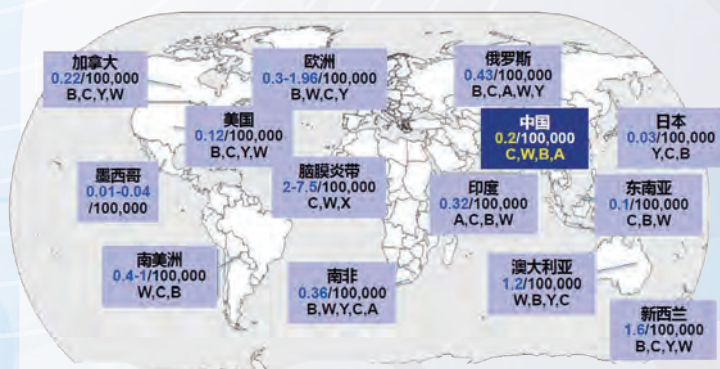 加拿大
0.22/100,000
B,C,Y,W
欧洲
0.3-1.96/100,000
B,W,C,Y
俄罗斯
0.43/100,000
B,C,A,W,Y
美国
0.12/100,000
B,C,Y,W
中国
0.2/100,000
C,W,B,A
日本
0.03/100,000
Y,C,B
墨西哥
0.01-0.04
/100,000
脑膜炎带
2-7.5/100,000
C,W,X
印度
0.32/100,000
A,C,B,W
东南亚
0.1/100,000
C,B,W
南美洲
0.4-1/100,000
W,C,B
南非
0.36/100,000
B,W,Y,C,A
澳大利亚
1.2/100,000
W,B,Y,C
新西兰
1.6/100,000
B,C,Y,W